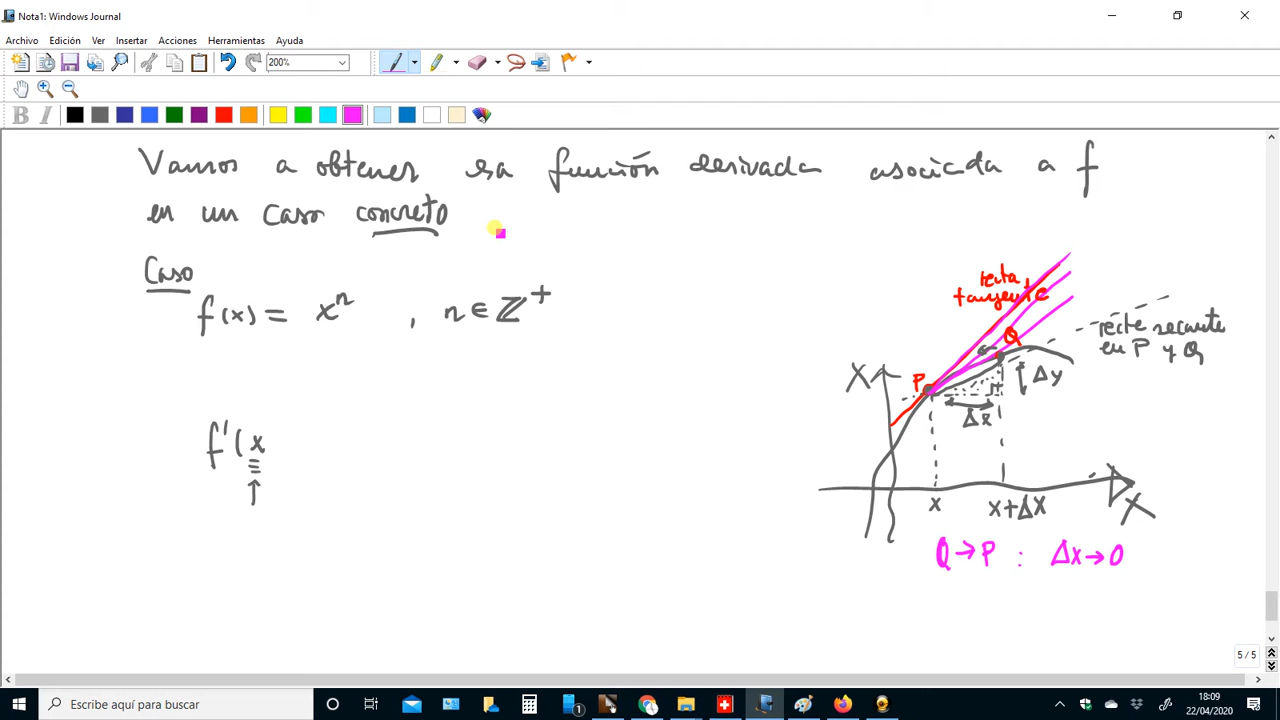 Nota1: Windows Journal
Archivo Edición Ver Insertar Acciones Herramientas Ayuda
200%
B I
Vamos a obtener esa función derivada asociada a f
en un caso concreto
Caso
f(x) = x^n , n ∈ ℤ^+
f'(x
recta
tangente
Q
P
recta secante
en P y Q
X
Δy
Δx
x x+Δx X
Q→P : Δx→0
5/5
Escribe aquí para buscar
1
18:09
22/04/2020